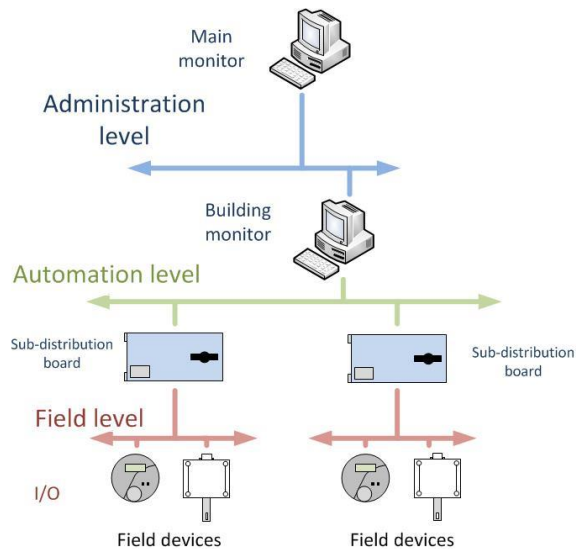 Main
monitor
Administration
level
Building
monitor
Automation level
Sub-distribution
board
Sub-distribution
board
Field level
I/O
Field devices
Field devices